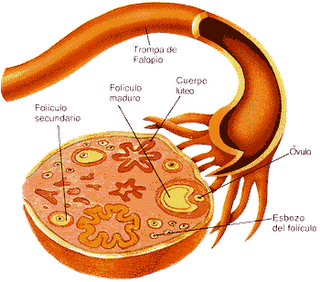 Trompa de
Falopio
Cuerpo
lúteo
Folículo
maduro
Folículo
secundario
Óvulo
Esbozo
del folículo